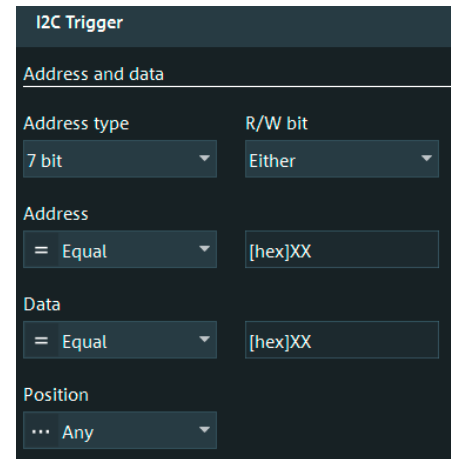 I2C Trigger
Address and data
Address type R/W bit
7 bit Either
Address
= Equal [hex]XX
Data
= Equal [hex]XX
Position
··· Any